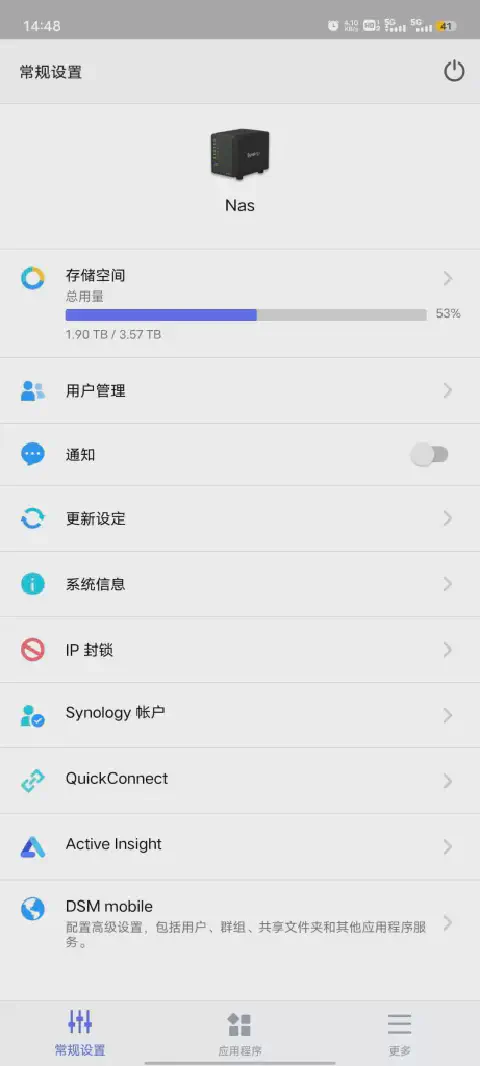 14:48
4.10 KB/s HD 1 2 5G 5G 41
常规设置
Synology
Nas
存储空间
总用量
53%
1.90 TB / 3.57 TB
用户管理
通知
更新设定
系统信息
IP 封锁
Synology 帐户
QuickConnect
Active Insight
DSM mobile
配置高级设置，包括用户、群组、共享文件夹和其他应用程序服
务。
常规设置
应用程序
更多